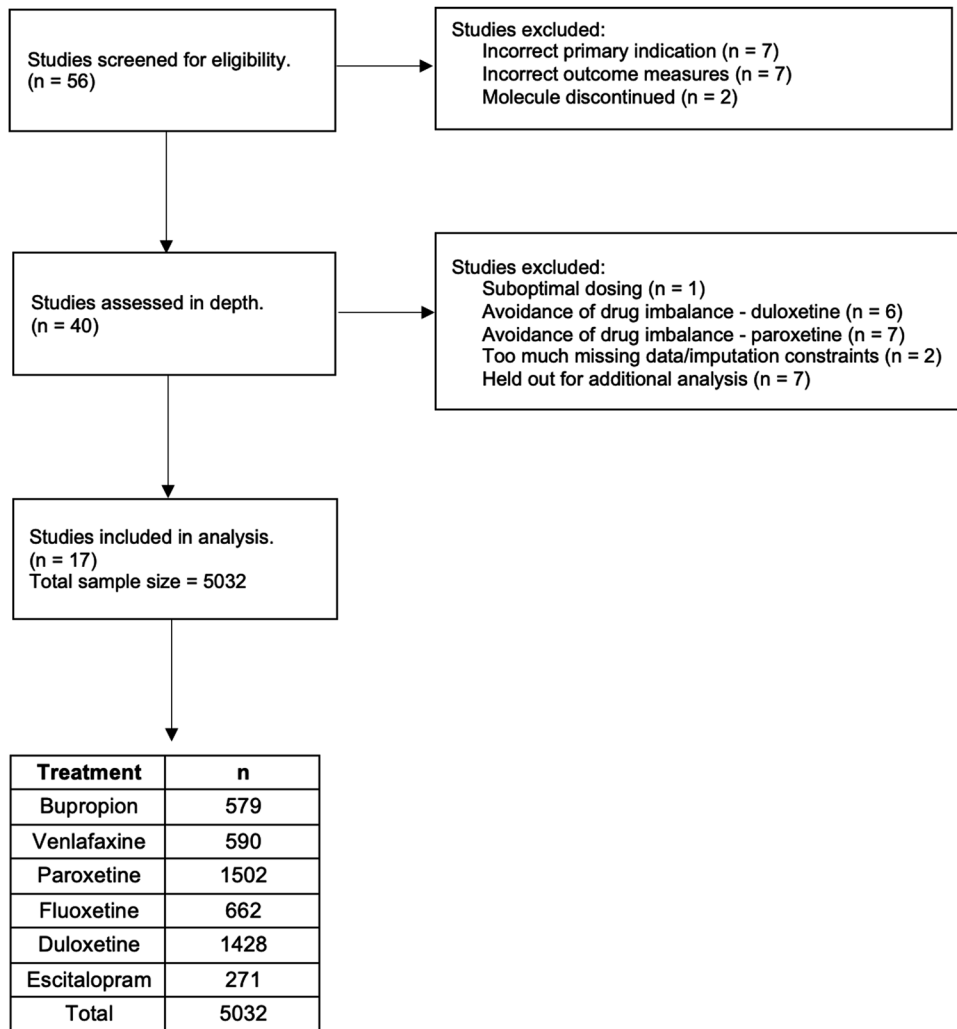 Studies screened for eligibility.
(n = 56)
Studies excluded:
Incorrect primary indication (n = 7)
Incorrect outcome measures (n = 7)
Molecule discontinued (n = 2)
Studies assessed in depth.
(n = 40)
Studies excluded:
Suboptimal dosing (n = 1)
Avoidance of drug imbalance - duloxetine (n = 6)
Avoidance of drug imbalance - paroxetine (n = 7)
Too much missing data/imputation constraints (n = 2)
Held out for additional analysis (n = 7)
Studies included in analysis.
(n = 17)
Total sample size = 5032
Treatment n
Bupropion 579
Venlafaxine 590
Paroxetine 1502
Fluoxetine 662
Duloxetine 1428
Escitalopram 271
Total 5032